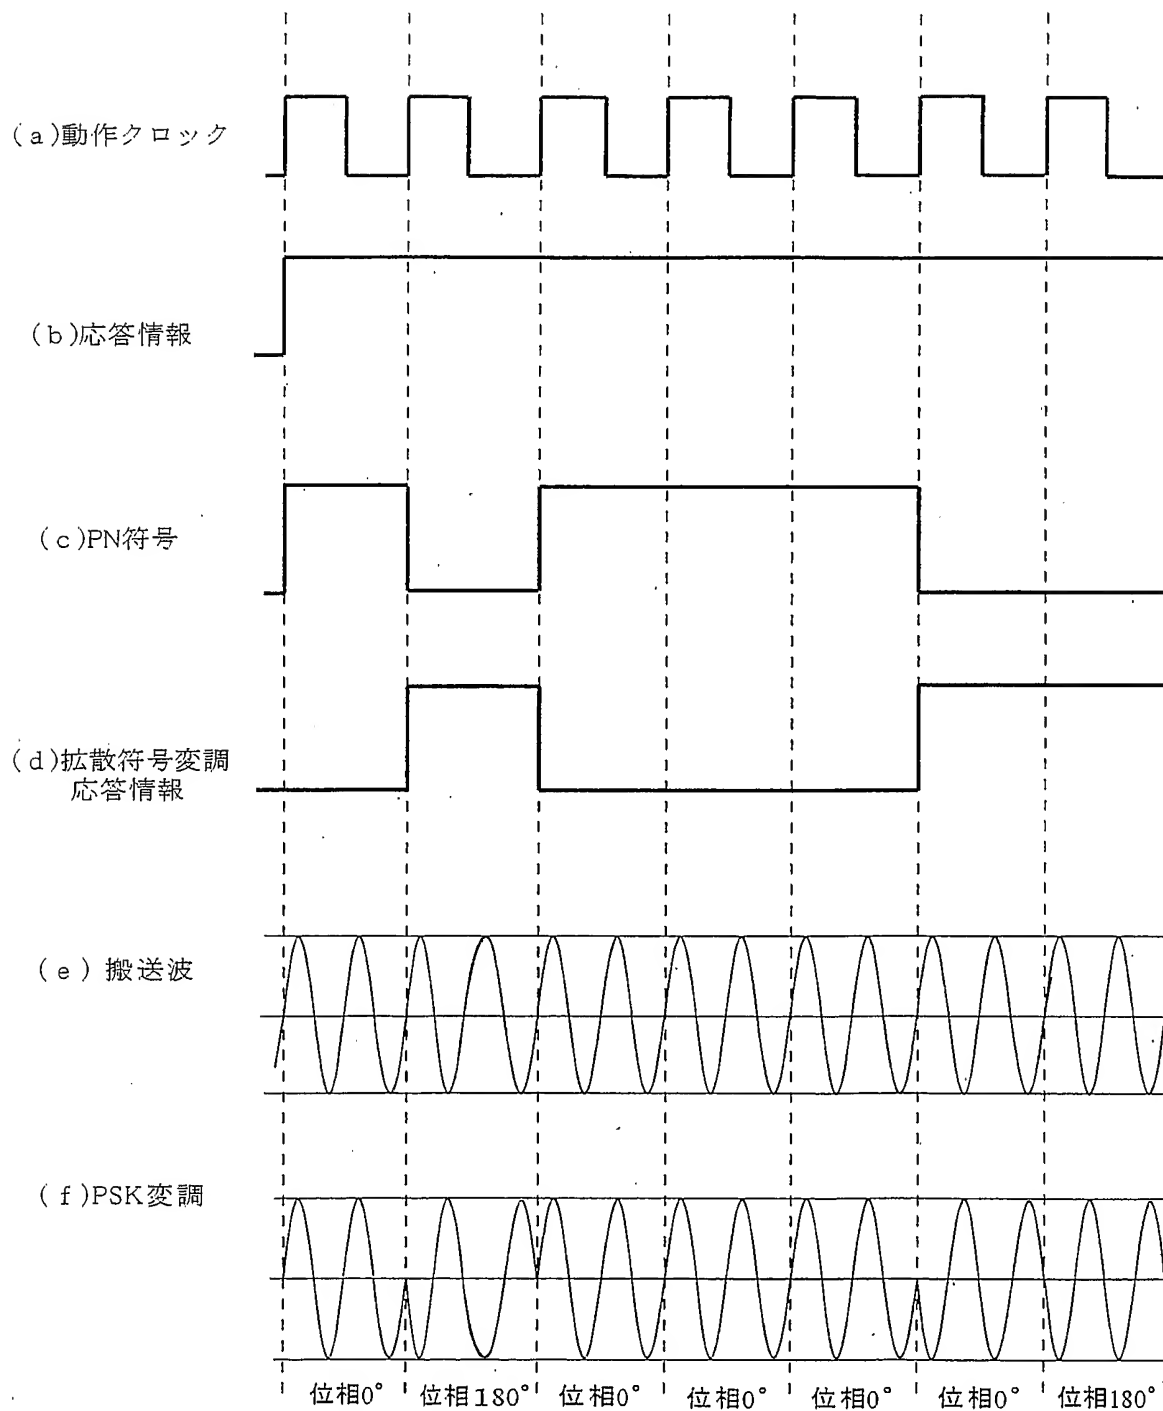 (a)動作クロック
(b)応答情報
(c)PN符号
(d)拡散符号変調
応答情報
(e) 搬送波
(f)PSK変調
位相0° 位相180° 位相0° 位相0° 位相0° 位相0° 位相180°